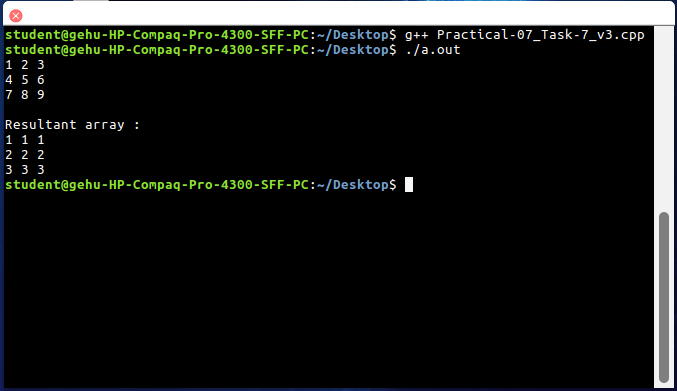 student@gehu-HP-Compaq-Pro-4300-SFF-PC:~/Desktop$ g++ Practical-07_Task-7_v3.cpp
student@gehu-HP-Compaq-Pro-4300-SFF-PC:~/Desktop$ ./a.out
1 2 3
4 5 6
7 8 9
Resultant array :
1 1 1
2 2 2
3 3 3
student@gehu-HP-Compaq-Pro-4300-SFF-PC:~/Desktop$